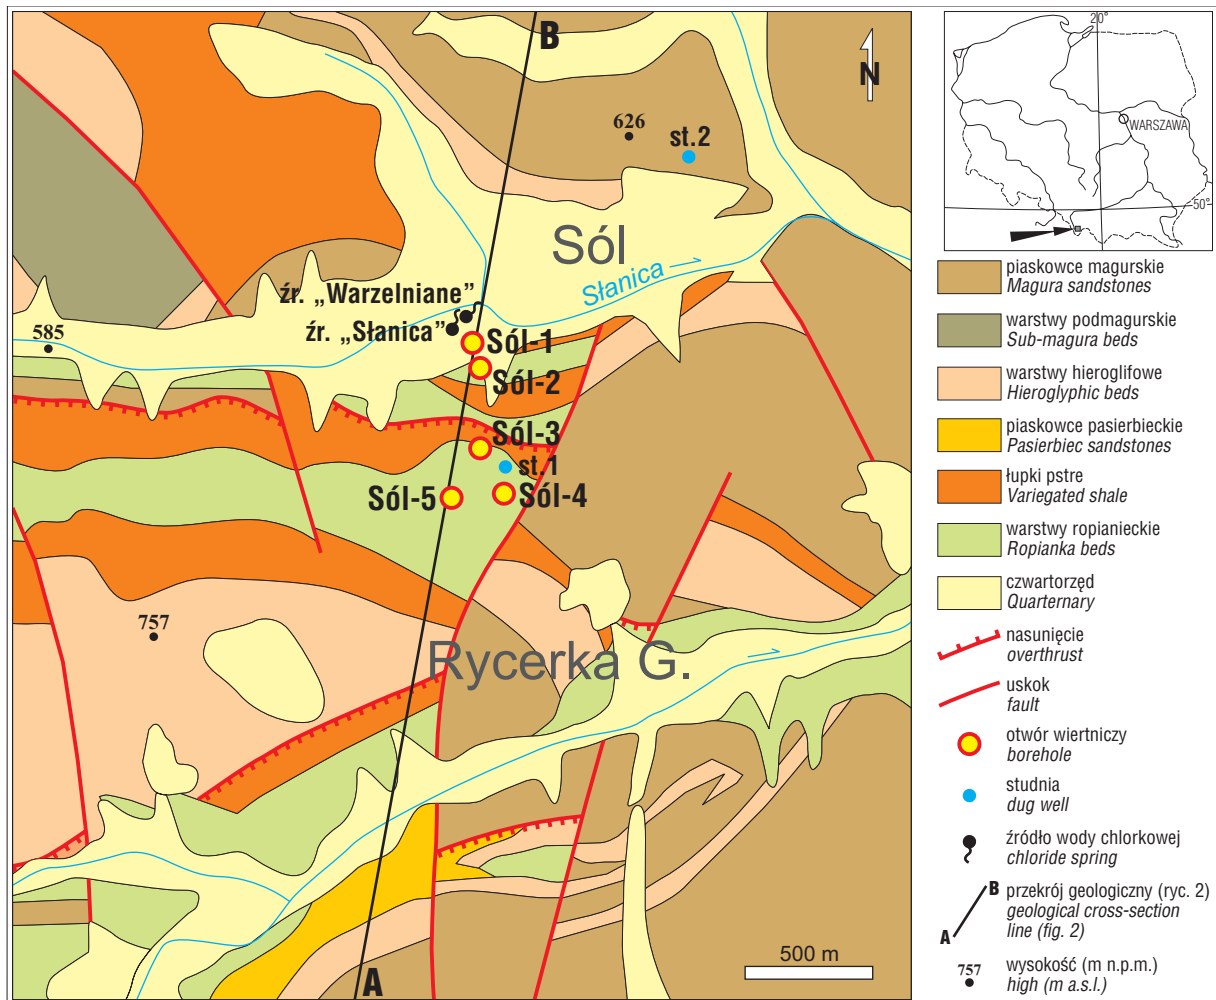 B
N
626
st.2
Sól
Słanica
źr. „Warzelniane”
źr. „Słanica”
585
Sól-1
Sól-2
Sól-3
st.1
Sól-5
Sól-4
757
Rycerka G.
A
500 m
20°
WARSZAWA
50°
piaskowce magurskie
Magura sandstones
warstwy podmagurskie
Sub-magura beds
warstwy hieroglifowe
Hieroglyphic beds
piaskowce pasierbieckie
Pasierbiec sandstones
łupki pstre
Variegated shale
warstwy ropianieckie
Ropianka beds
czwartorzęd
Quarternary
nasunięcie
overthrust
uskok
fault
otwór wiertniczy
borehole
studnia
dug well
źródło wody chlorkowej
chloride spring
B
przekrój geologiczny (ryc. 2)
geological cross-section
line (fig. 2)
A
757
wysokość (m n.p.m.)
high (m a.s.l.)